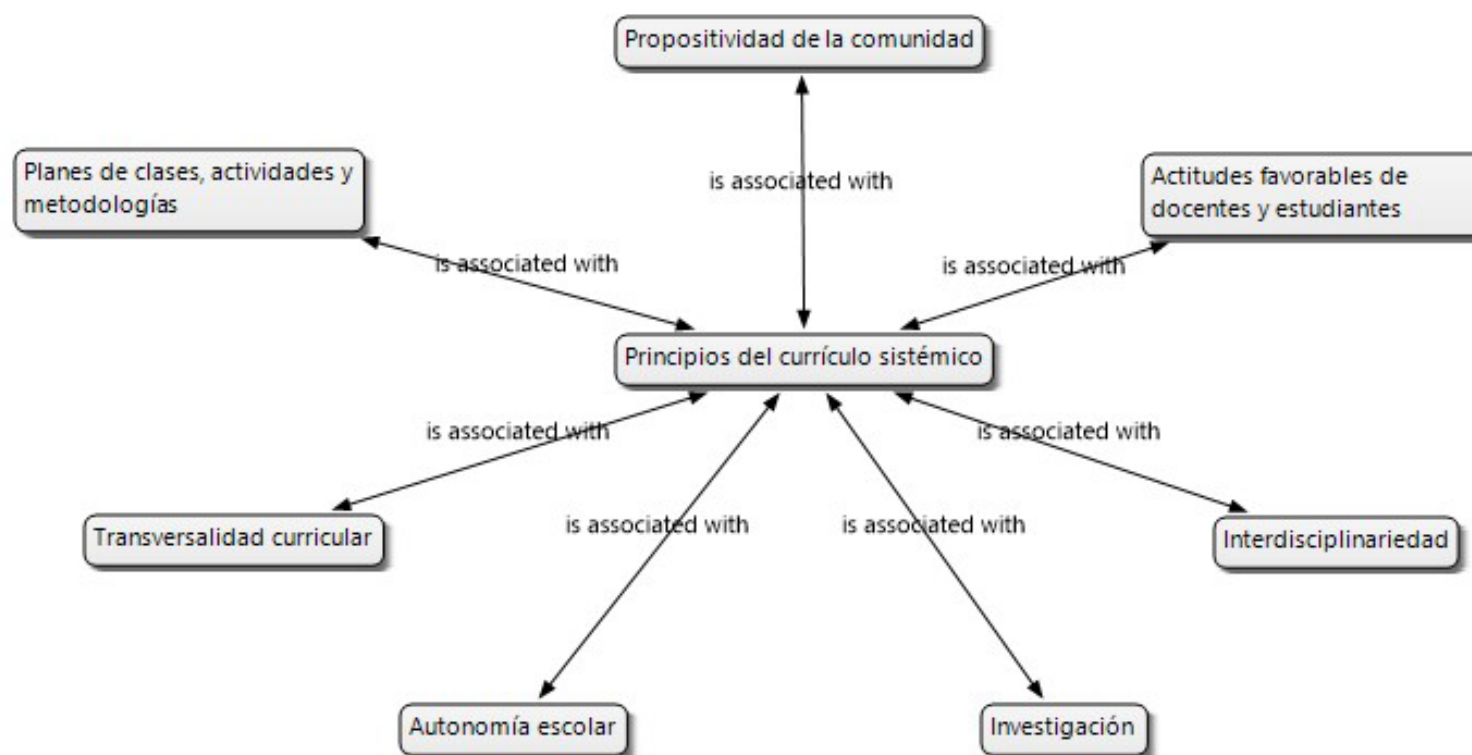 Propositividad de la comunidad
Planes de clases, actividades y
metodologías
is associated with
Actitudes favorables de
docentes y estudiantes
is associated with
is associated with
Principios del currículo sistémico
is associated with
is associated with
is associated with
is associated with
Transversalidad curricular
Interdisciplinariedad
Autonomía escolar
Investigación